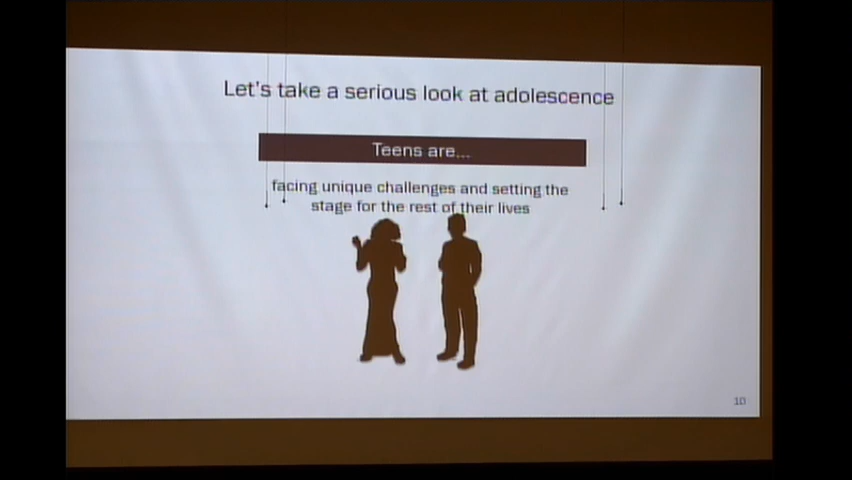 Let's take a serious look at adolescence
Teens are...
facing unique challenges and setting the
stage for the rest of their lives
10